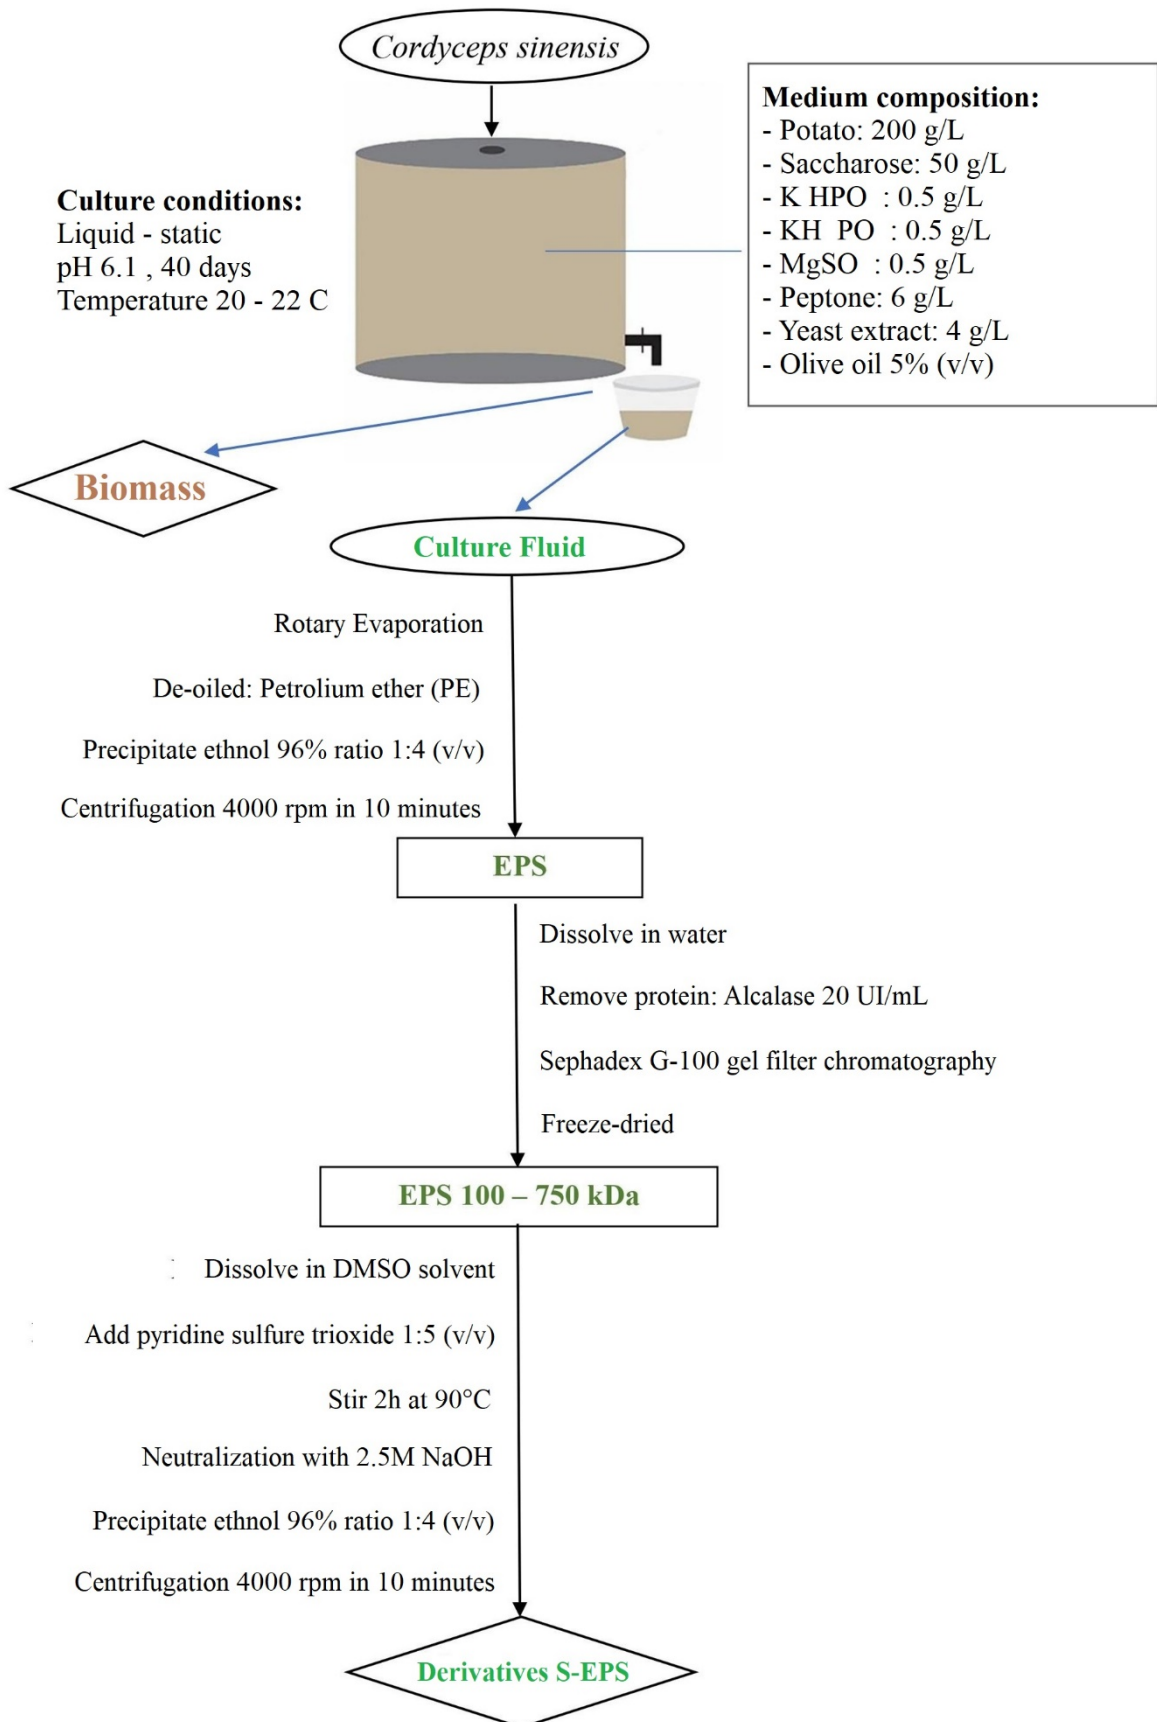 Cordyceps sinensis
Culture conditions:
Liquid - static
pH 6.1 , 40 days
Temperature 20 - 22 C
Medium composition:
- Potato: 200 g/L
- Saccharose: 50 g/L
- K HPO : 0.5 g/L
- KH PO : 0.5 g/L
- MgSO : 0.5 g/L
- Peptone: 6 g/L
- Yeast extract: 4 g/L
- Olive oil 5% (v/v)
Biomass
Culture Fluid
Rotary Evaporation
De-oiled: Petrolium ether (PE)
Precipitate ethnol 96% ratio 1:4 (v/v)
Centrifugation 4000 rpm in 10 minutes
EPS
Dissolve in water
Remove protein: Alcalase 20 UI/mL
Sephadex G-100 gel filter chromatography
Freeze-dried
EPS 100 – 750 kDa
Dissolve in DMSO solvent
Add pyridine sulfure trioxide 1:5 (v/v)
Stir 2h at 90°C
Neutralization with 2.5M NaOH
Precipitate ethnol 96% ratio 1:4 (v/v)
Centrifugation 4000 rpm in 10 minutes
Derivatives S-EPS